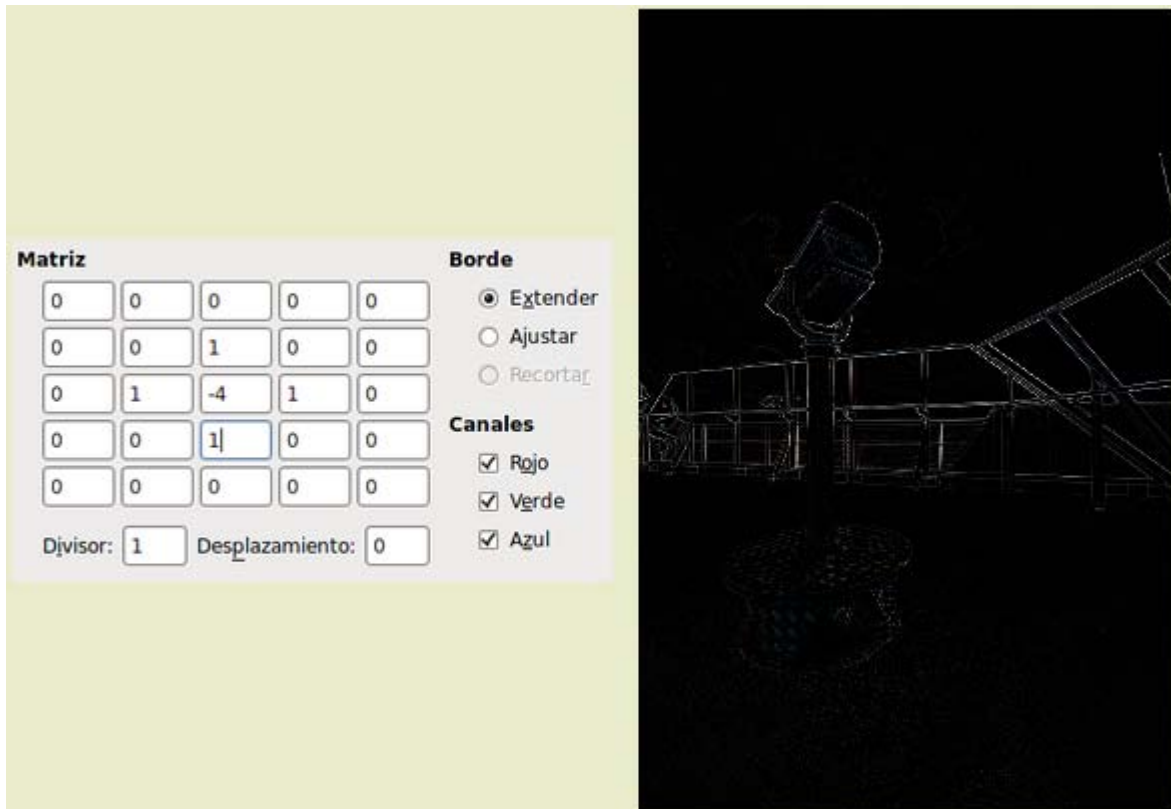 Matriz
0 0 0 0 0
0 0 1 0 0
0 1 -4 1 0
0 0 1 0 0
0 0 0 0 0
Divisor: 1 Desplazamiento: 0
Borde
Extender
Ajustar
Recortar
Canales
Rojo
Verde
Azul